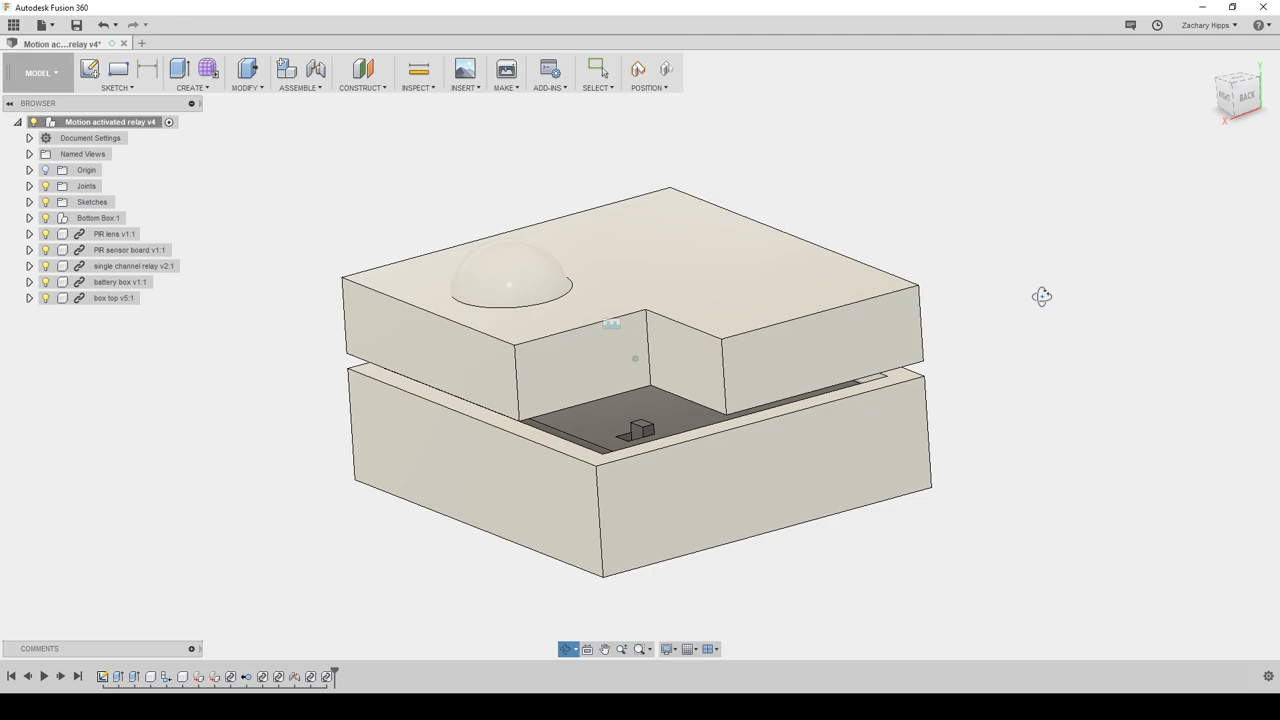 Autodesk Fusion 360
Zachary Hipps
Motion ac...relay v4*
MODEL
SKETCH
CREATE
MODIFY
ASSEMBLE
CONSTRUCT
INSPECT
INSERT
MAKE
ADD-INS
SELECT
POSITION
BROWSER
Motion activated relay v4
Document Settings
Named Views
Origin
Joints
Sketches
Bottom Box:1
PIR lens v1:1
PIR sensor board v1:1
single channel relay v2:1
battery box v1:1
box top v5:1
Y
RIGHT
BACK
X
COMMENTS